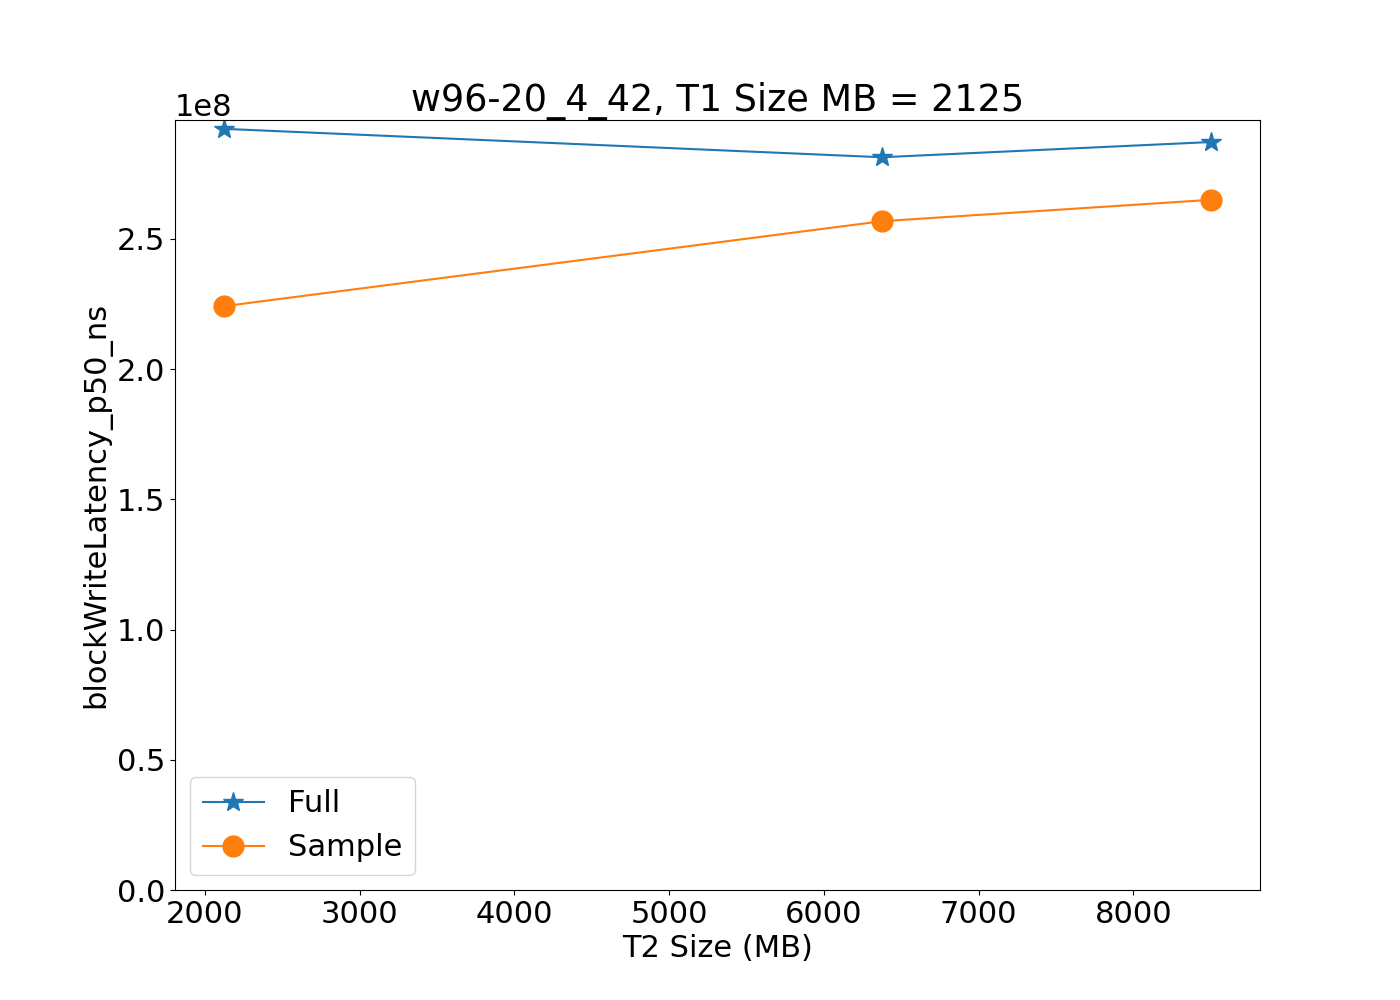 w96-20_4_42, T1 Size MB = 2125
1e8
2.5
2.0
1.5
1.0
0.5
0.0
blockWriteLatency_p50_ns
Full
Sample
2000 3000 4000 5000 6000 7000 8000
T2 Size (MB)